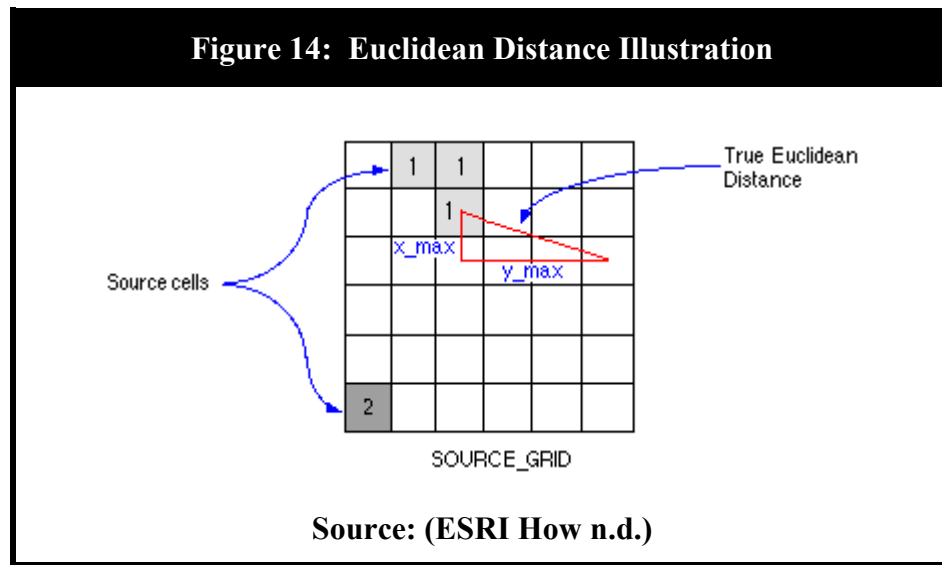 Figure 14:  Euclidean Distance Illustration
1 1
True Euclidean
Distance
1
x_max
y_max
Source cells
2
SOURCE_GRID
Source: (ESRI How n.d.)